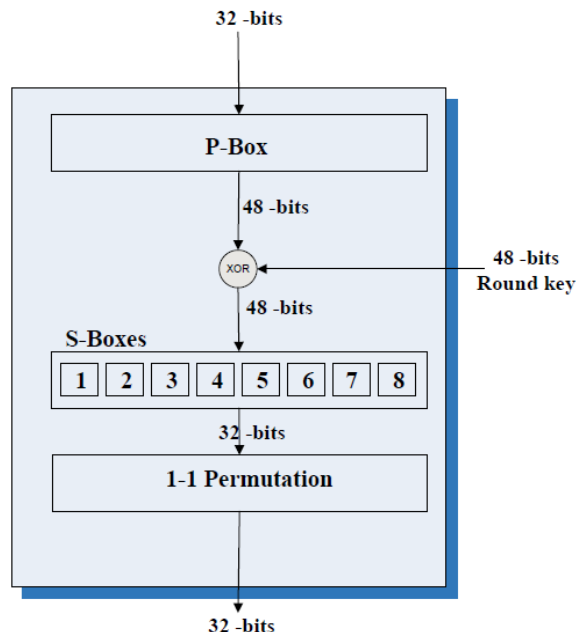 32 -bits
P-Box
48 -bits
XOR
48 -bits
Round key
48 -bits
S-Boxes
1 2 3 4 5 6 7 8
32 -bits
1-1 Permutation
32 -bits